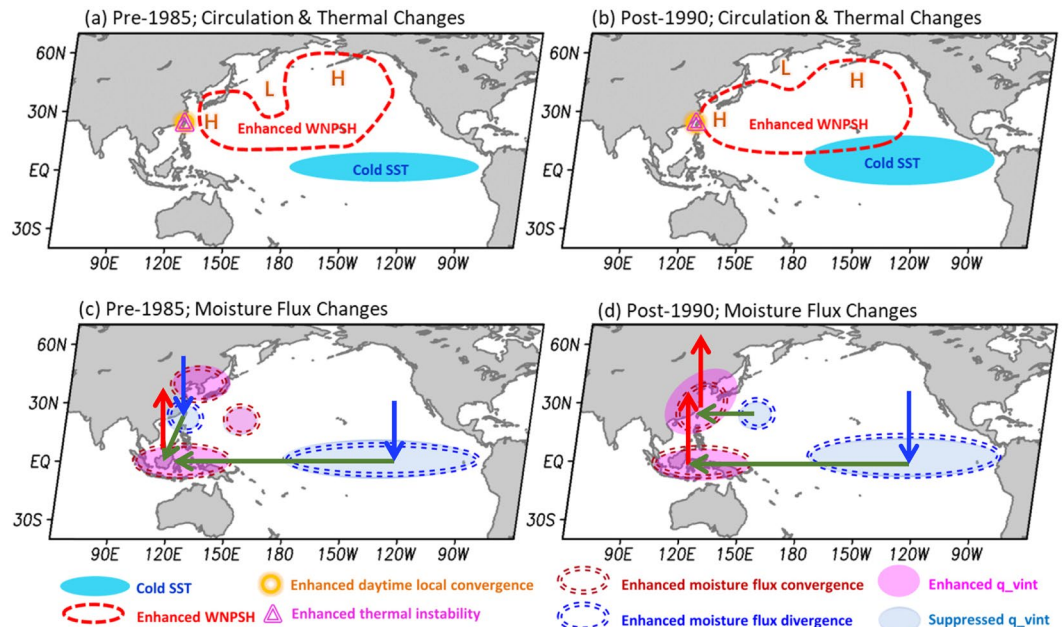 (a) Pre-1985; Circulation & Thermal Changes
60N
30N
EQ
30S
L
H
H
Enhanced WNPSH
Cold SST
90E 120E 150E 180 150W 120W 90W
(b) Post-1990; Circulation & Thermal Changes
60N
30N
EQ
30S
L
H
H
Enhanced WNPSH
Cold SST
90E 120E 150E 180 150W 120W 90W
(c) Pre-1985; Moisture Flux Changes
60N
30N
EQ
30S
90E 120E 150E 180 150W 120W 90W
(d) Post-1990; Moisture Flux Changes
60N
30N
EQ
30S
90E 120E 150E 180 150W 120W 90W
Cold SST
Enhanced WNPSH
Enhanced daytime local convergence
Enhanced thermal instability
Enhanced moisture flux convergence
Enhanced moisture flux divergence
Enhanced q_vint
Suppressed q_vint